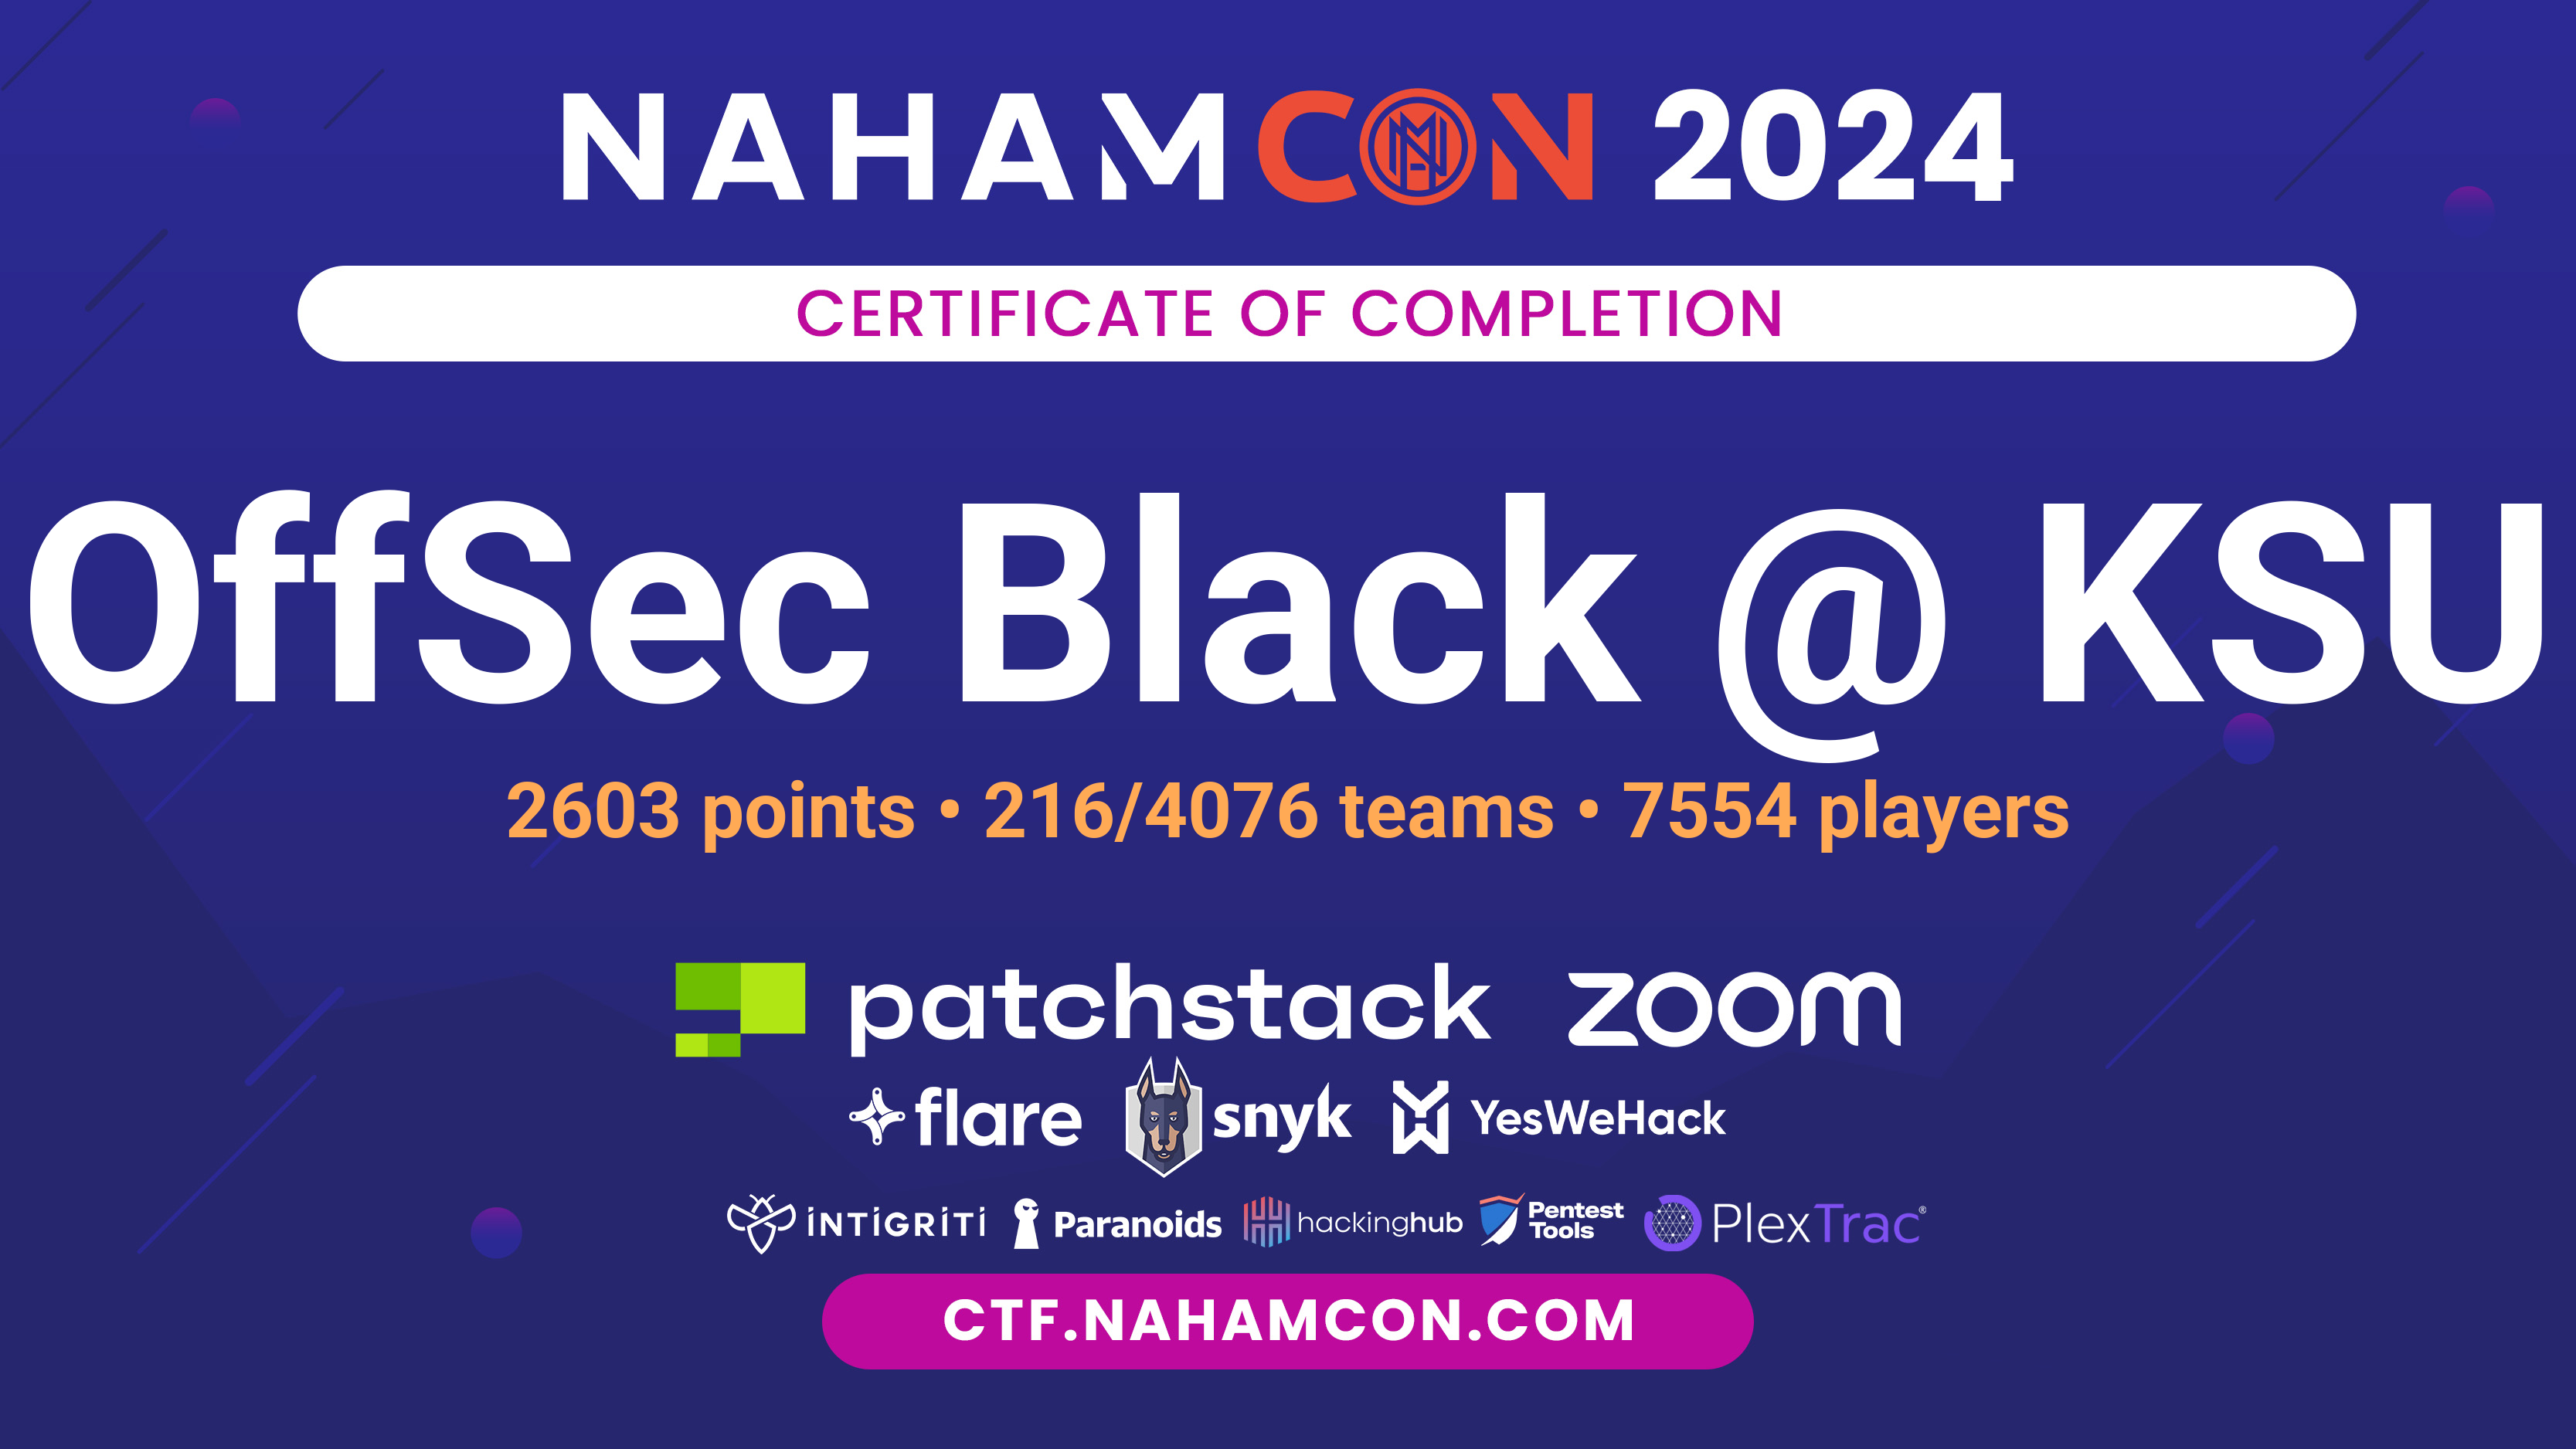 NAHAMCON 2024
CERTIFICATE OF COMPLETION
OffSec Black @ KSU
2603 points • 216/4076 teams • 7554 players
patchstack zoom
flare snyk YesWeHack
INTIGRITI Paranoids hackinghub Pentest Tools PlexTrac®
CTF.NAHAMCON.COM